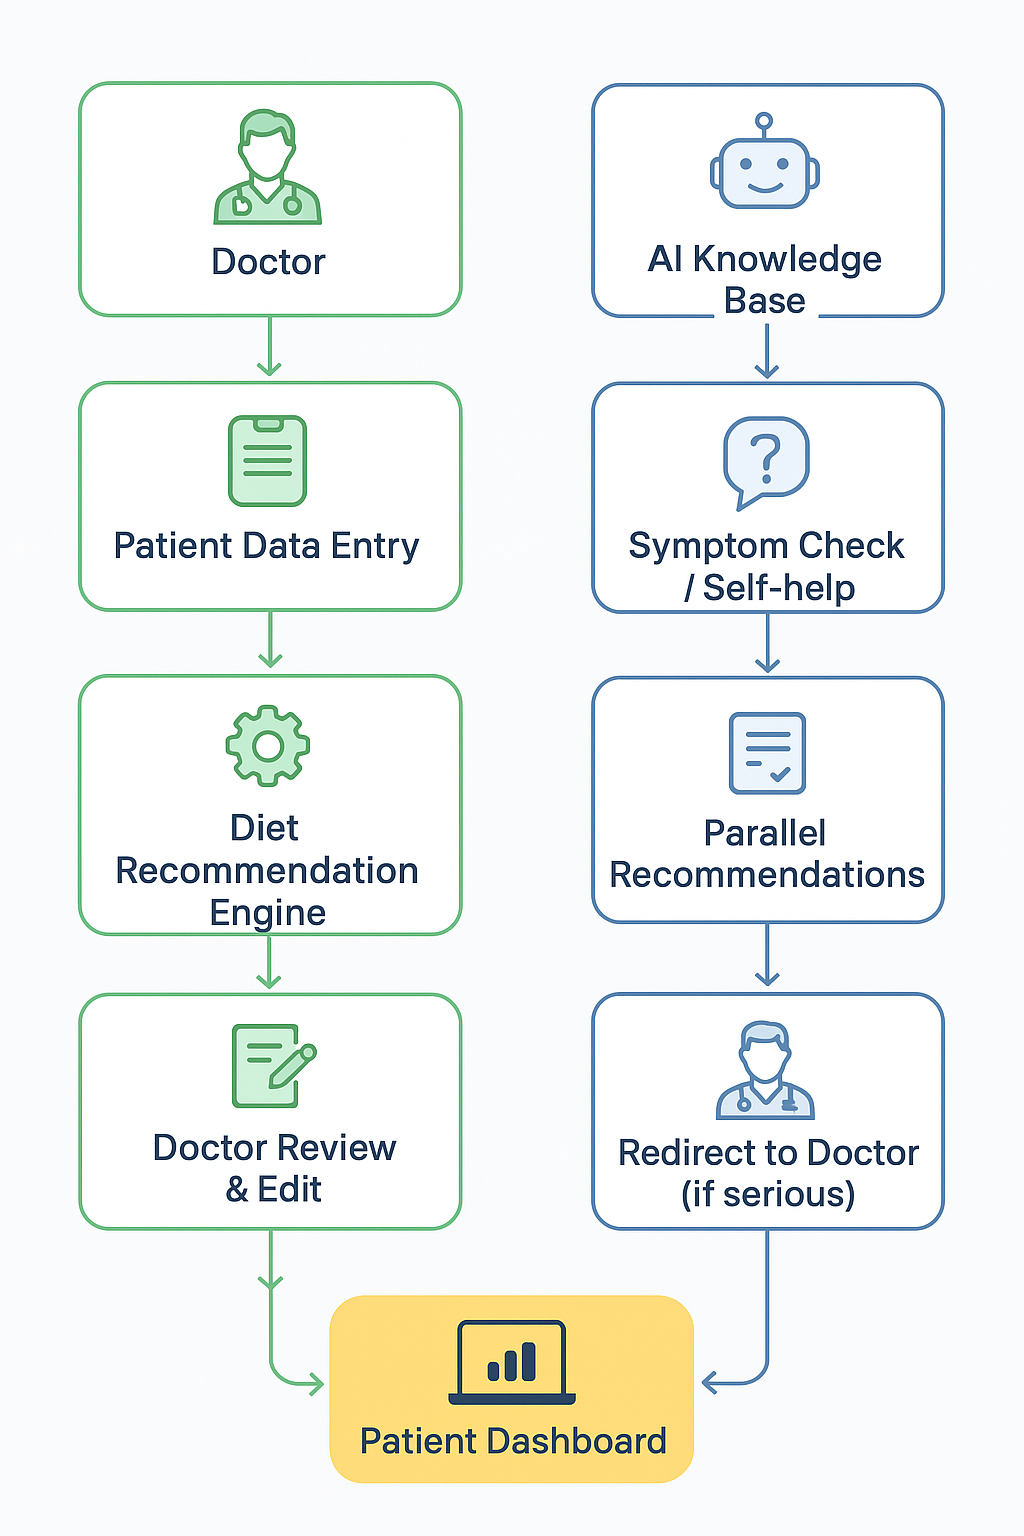 Doctor
Patient Data Entry
Diet
Recommendation
Engine
Doctor Review
& Edit
AI Knowledge
Base
?
Symptom Check
/ Self-help
Parallel
Recommendations
Redirect to Doctor
(if serious)
Patient Dashboard